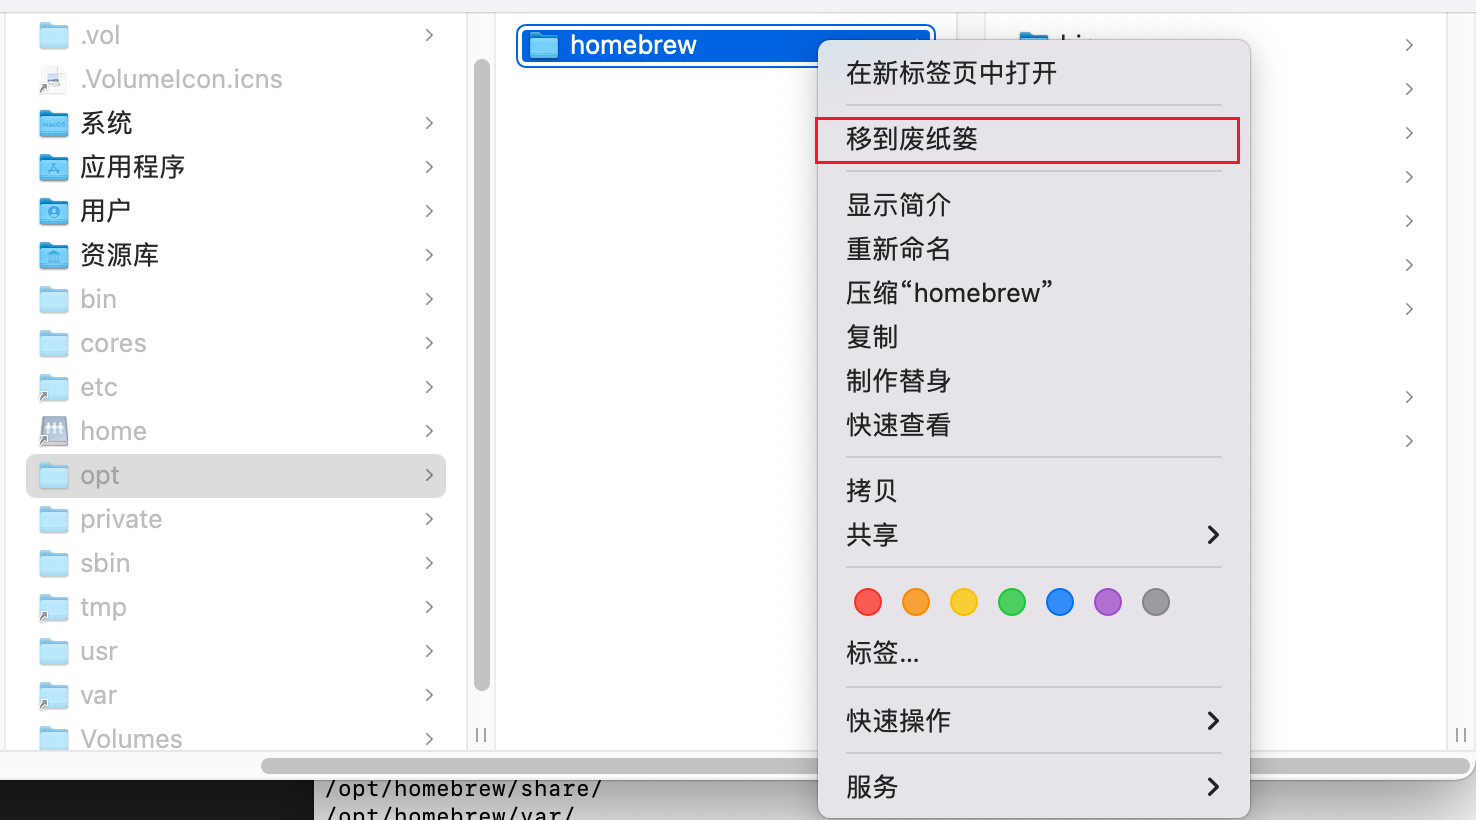 .vol
.VolumeIcon.icns
系统
应用程序
用户
资源库
bin
cores
etc
home
opt
private
sbin
tmp
usr
var
Volumes
homebrew
在新标签页中打开
移到废纸篓
显示简介
重新命名
压缩“homebrew”
复制
制作替身
快速查看
拷贝
共享
标签...
快速操作
服务
/opt/homebrew/share/
/opt/homebrew/var/